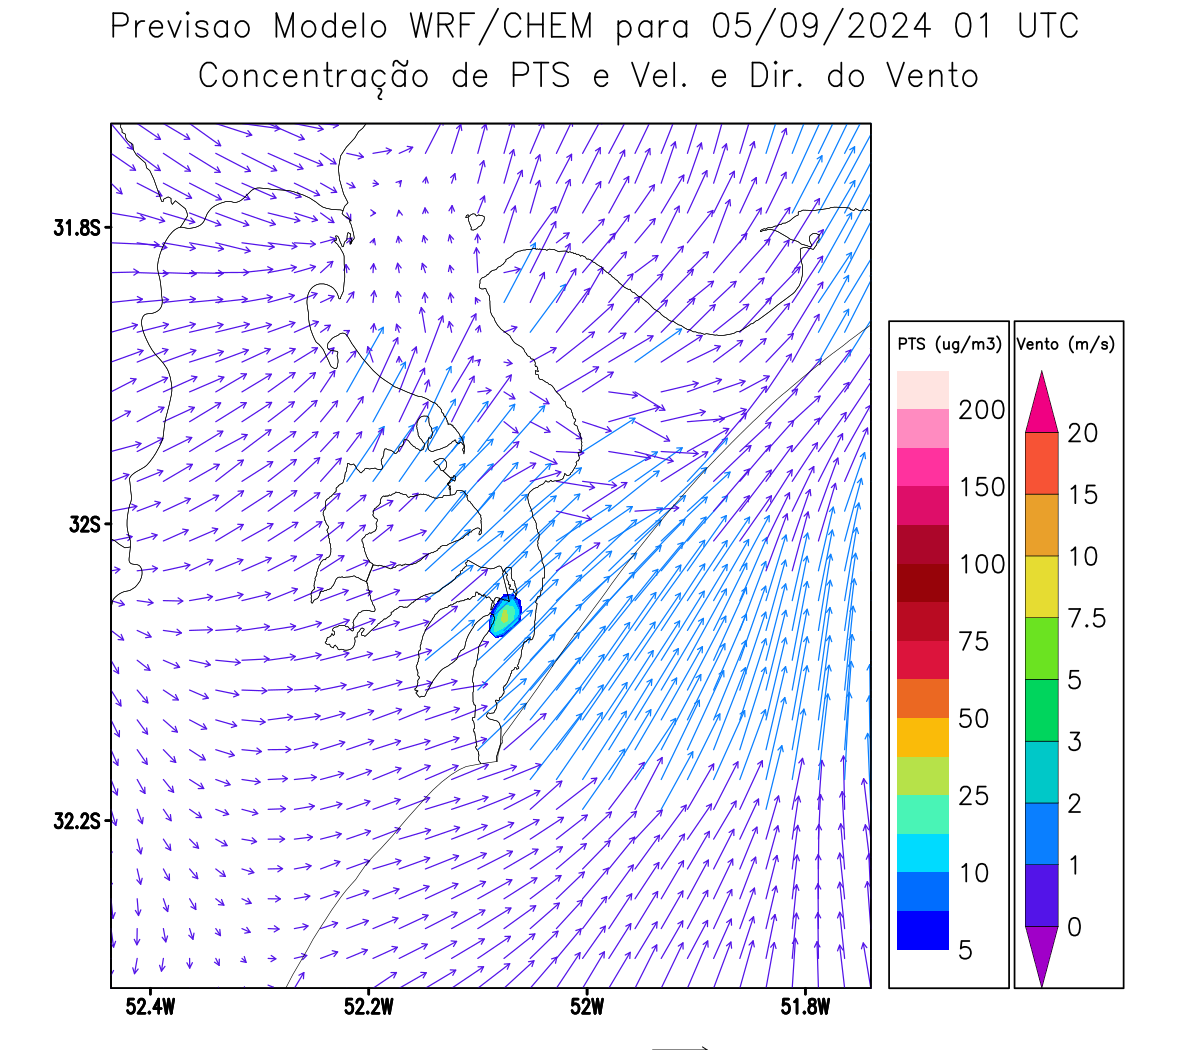 Previsao Modelo WRF/CHEM para 05/09/2024 01 UTC
Concentração de PTS e Vel. e Dir. do Vento
31.8S
32S
32.2S
52.4W
52.2W
52W
51.8W
PTS (ug/m3)
200
150
100
75
50
25
10
5
Vento (m/s)
20
15
10
7.5
5
3
2
1
0